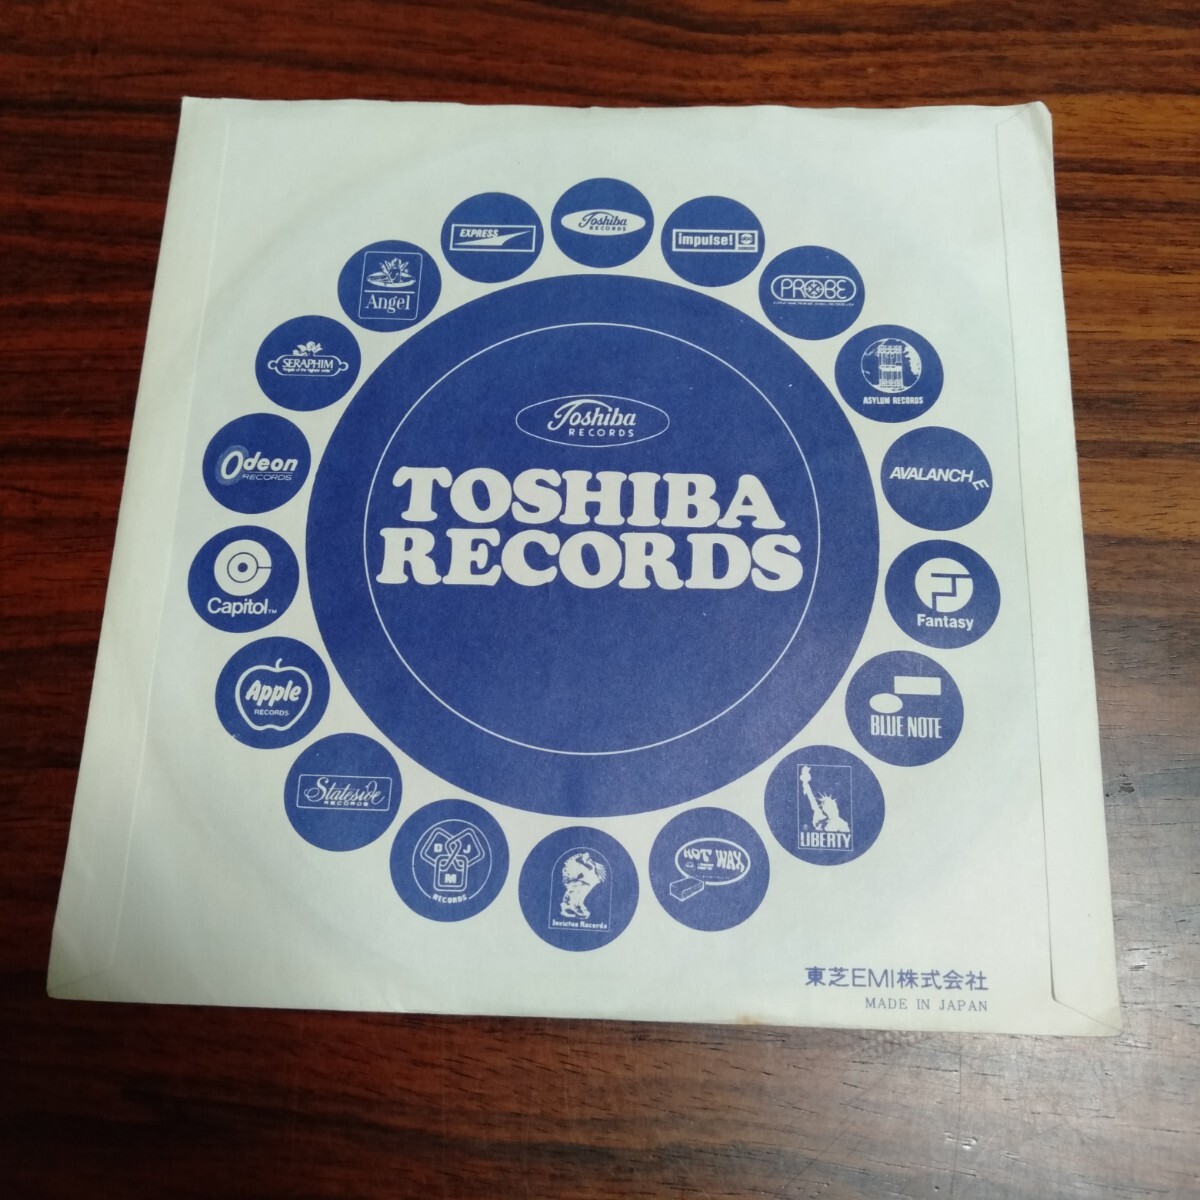 Toshiba
RECORDS
TOSHIBA
RECORDS
Toshiba
RECORDS
impulse!
PROBE
ASYLUM RECORDS
AVALANCHE
Fantasy
BLUE NOTE
LIBERTY
HOT WAX
Invictus Records
DJM
RECORDS
Stateside
RECORDS
Apple
RECORDS
Capitol™
Odeon
RECORDS
SERAPHIM
Angel
EXPRESS
東芝EMI株式会社
MADE IN JAPAN